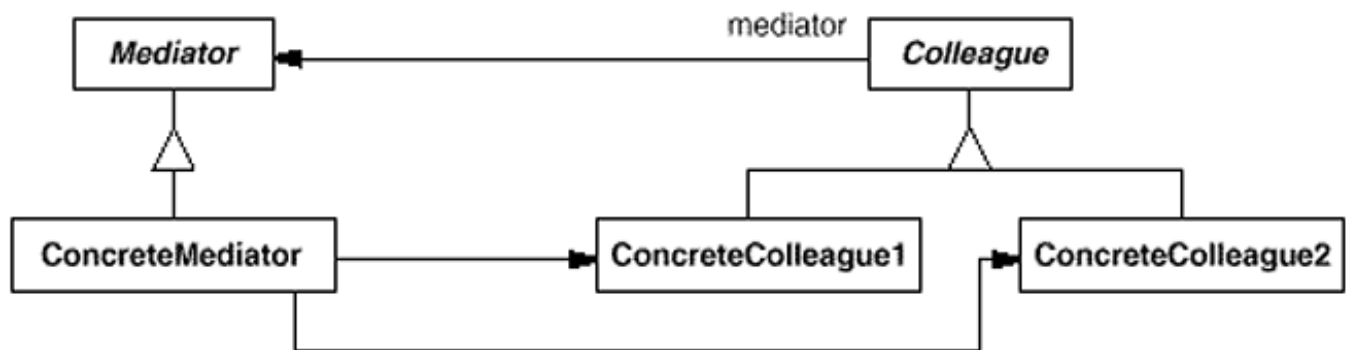 mediator
Mediator
Colleague
ConcreteMediator
ConcreteColleague1
ConcreteColleague2